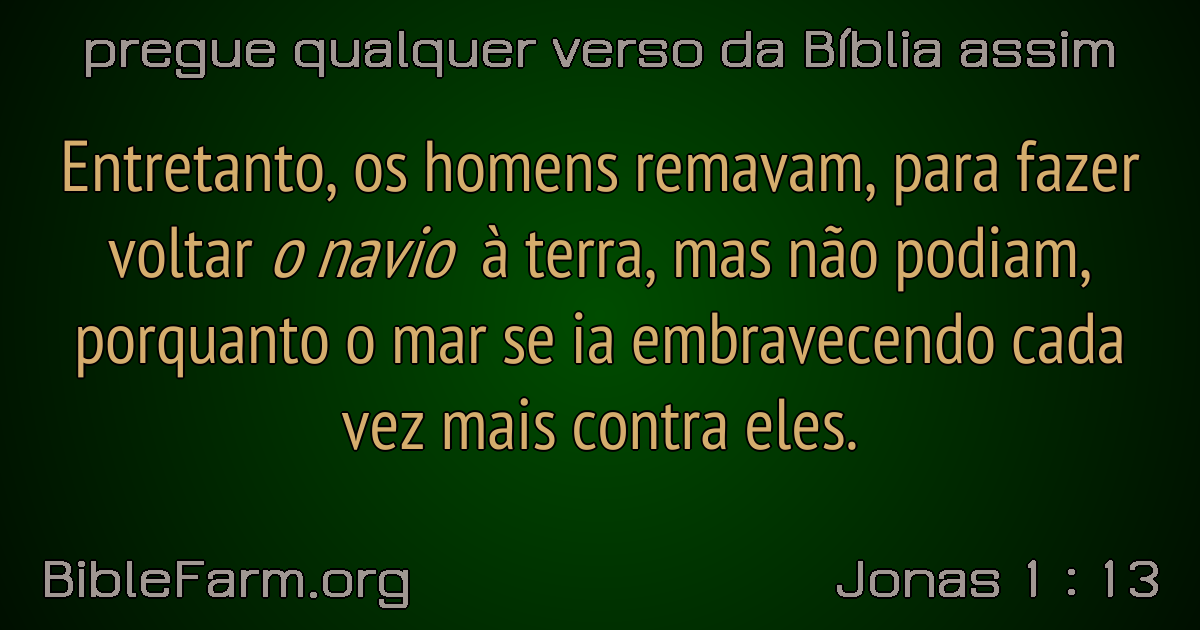 pregue qualquer verso da Bíblia assim
Entretanto, os homens remavam, para fazer
voltar o navio à terra, mas não podiam,
porquanto o mar se ia embravecendo cada
vez mais contra eles.
BibleFarm.org
Jonas 1 : 13